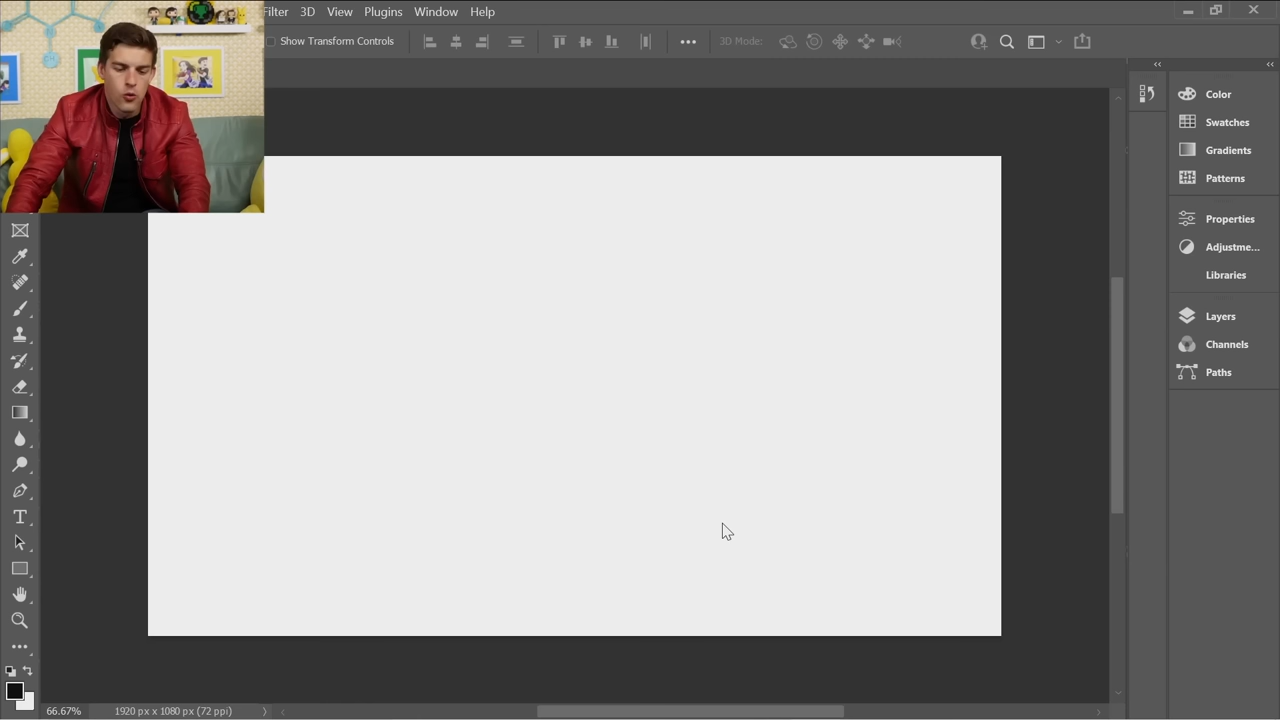 Filter 3D View Plugins Window Help
Show Transform Controls 3D Mode:
Color
Swatches
Gradients
Patterns
Properties
Adjustme...
Libraries
Layers
Channels
Paths
66.67% 1920 px x 1080 px (72 ppi)